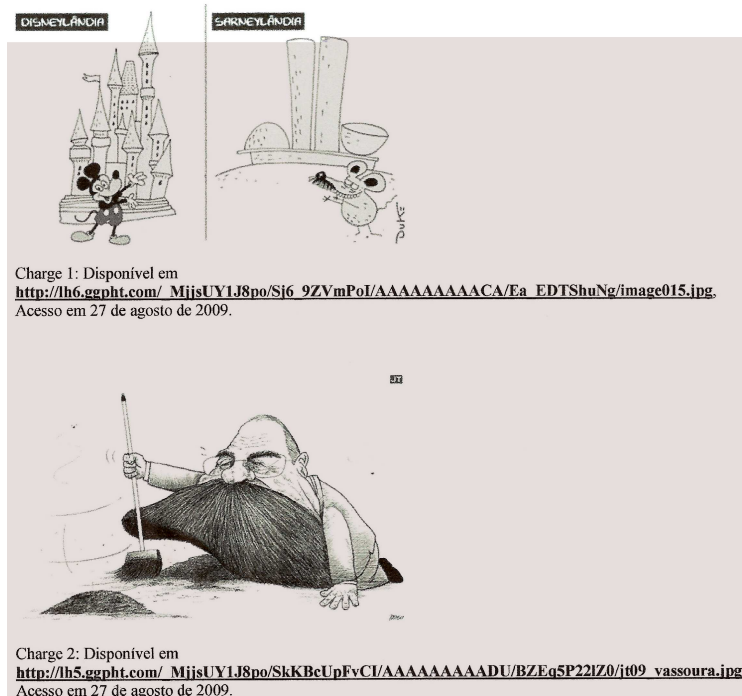 DISNEYLÂNDIA
SARNEYLÂNDIA
DUKE
Charge 1: Disponível em
http://lh6.ggpht.com/_MjjsUY1J8po/Sj6_9ZVmPoI/AAAAAAAAACA/Ea_EDTShuNg/image015.jpg,
Acesso em 27 de agosto de 2009.
JT
Charge 2: Disponível em
http://lh5.ggpht.com/_MjjsUY1J8po/SkKBcUpFvCI/AAAAAAAAADU/BZEq5P22lZ0/jt09_vassoura.jpg
Acesso em 27 de agosto de 2009.